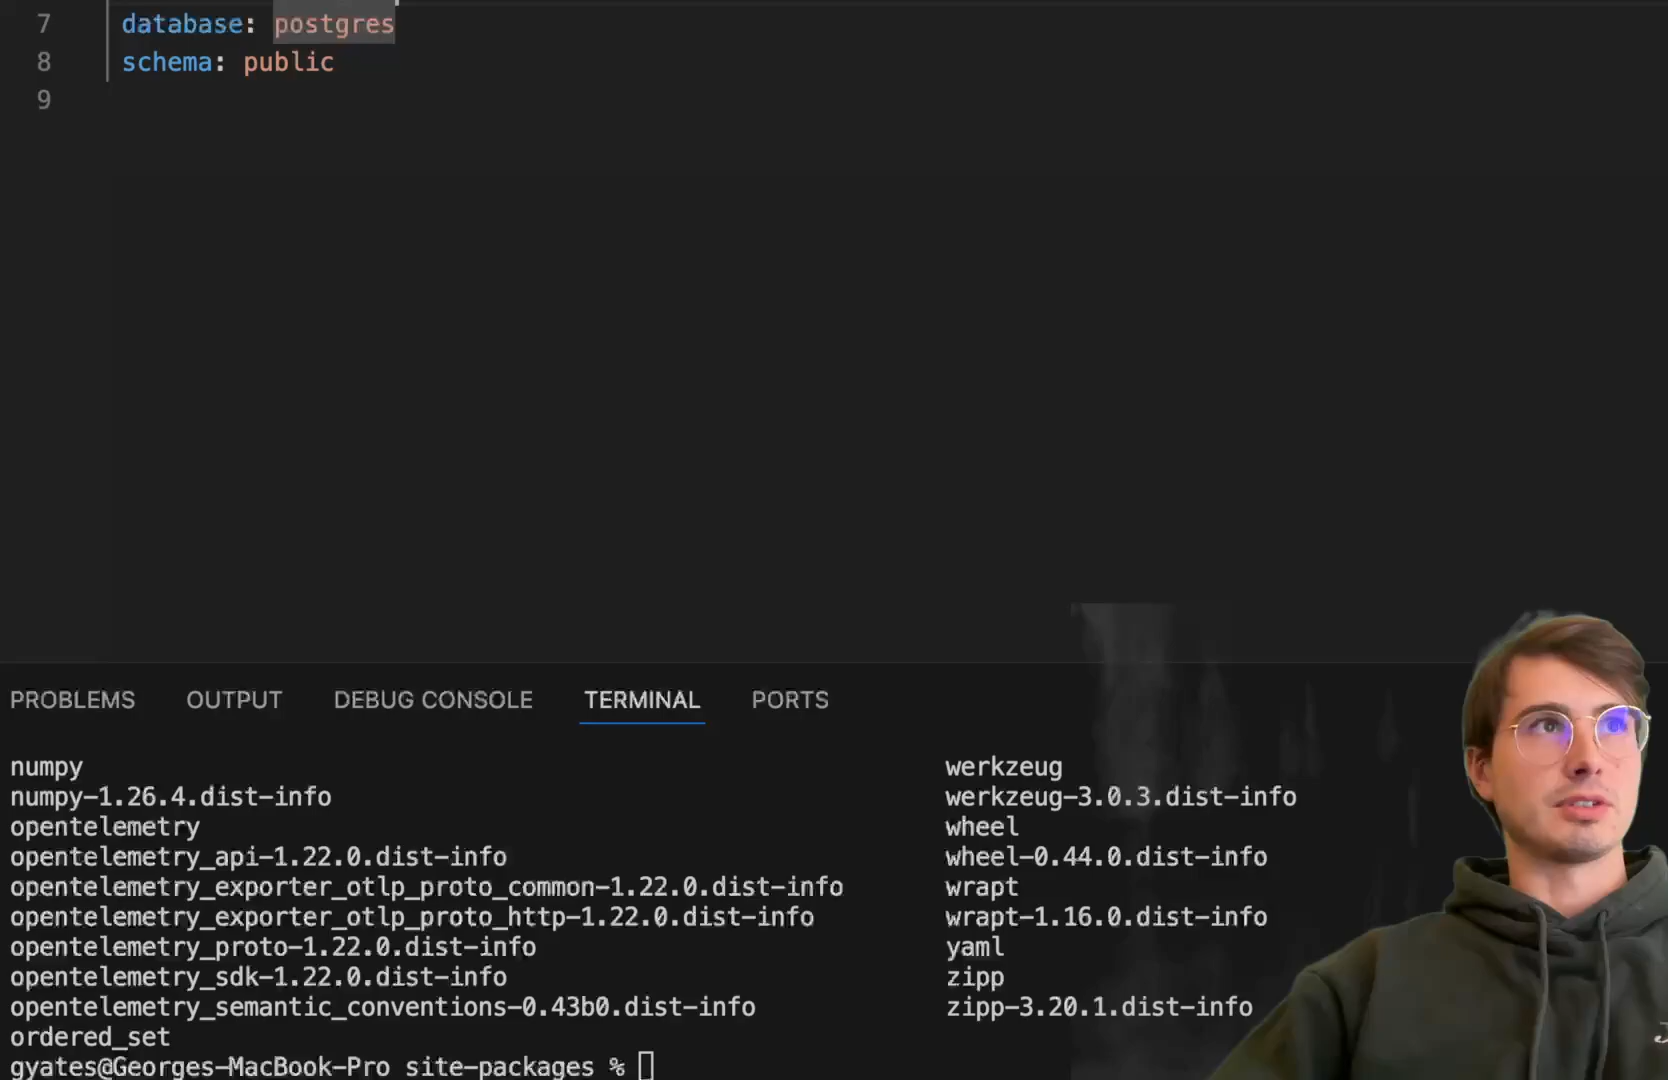 7 database: postgres
8 schema: public
9
PROBLEMS OUTPUT DEBUG CONSOLE TERMINAL PORTS
numpy werkzeug
numpy-1.26.4.dist-info werkzeug-3.0.3.dist-info
opentelemetry wheel
opentelemetry_api-1.22.0.dist-info wheel-0.44.0.dist-info
opentelemetry_exporter_otlp_proto_common-1.22.0.dist-info wrapt
opentelemetry_exporter_otlp_proto_http-1.22.0.dist-info wrapt-1.16.0.dist-info
opentelemetry_proto-1.22.0.dist-info yaml
opentelemetry_sdk-1.22.0.dist-info zipp
opentelemetry_semantic_conventions-0.43b0.dist-info zipp-3.20.1.dist-info
ordered_set
gyates@Georges-MacBook-Pro site-packages %